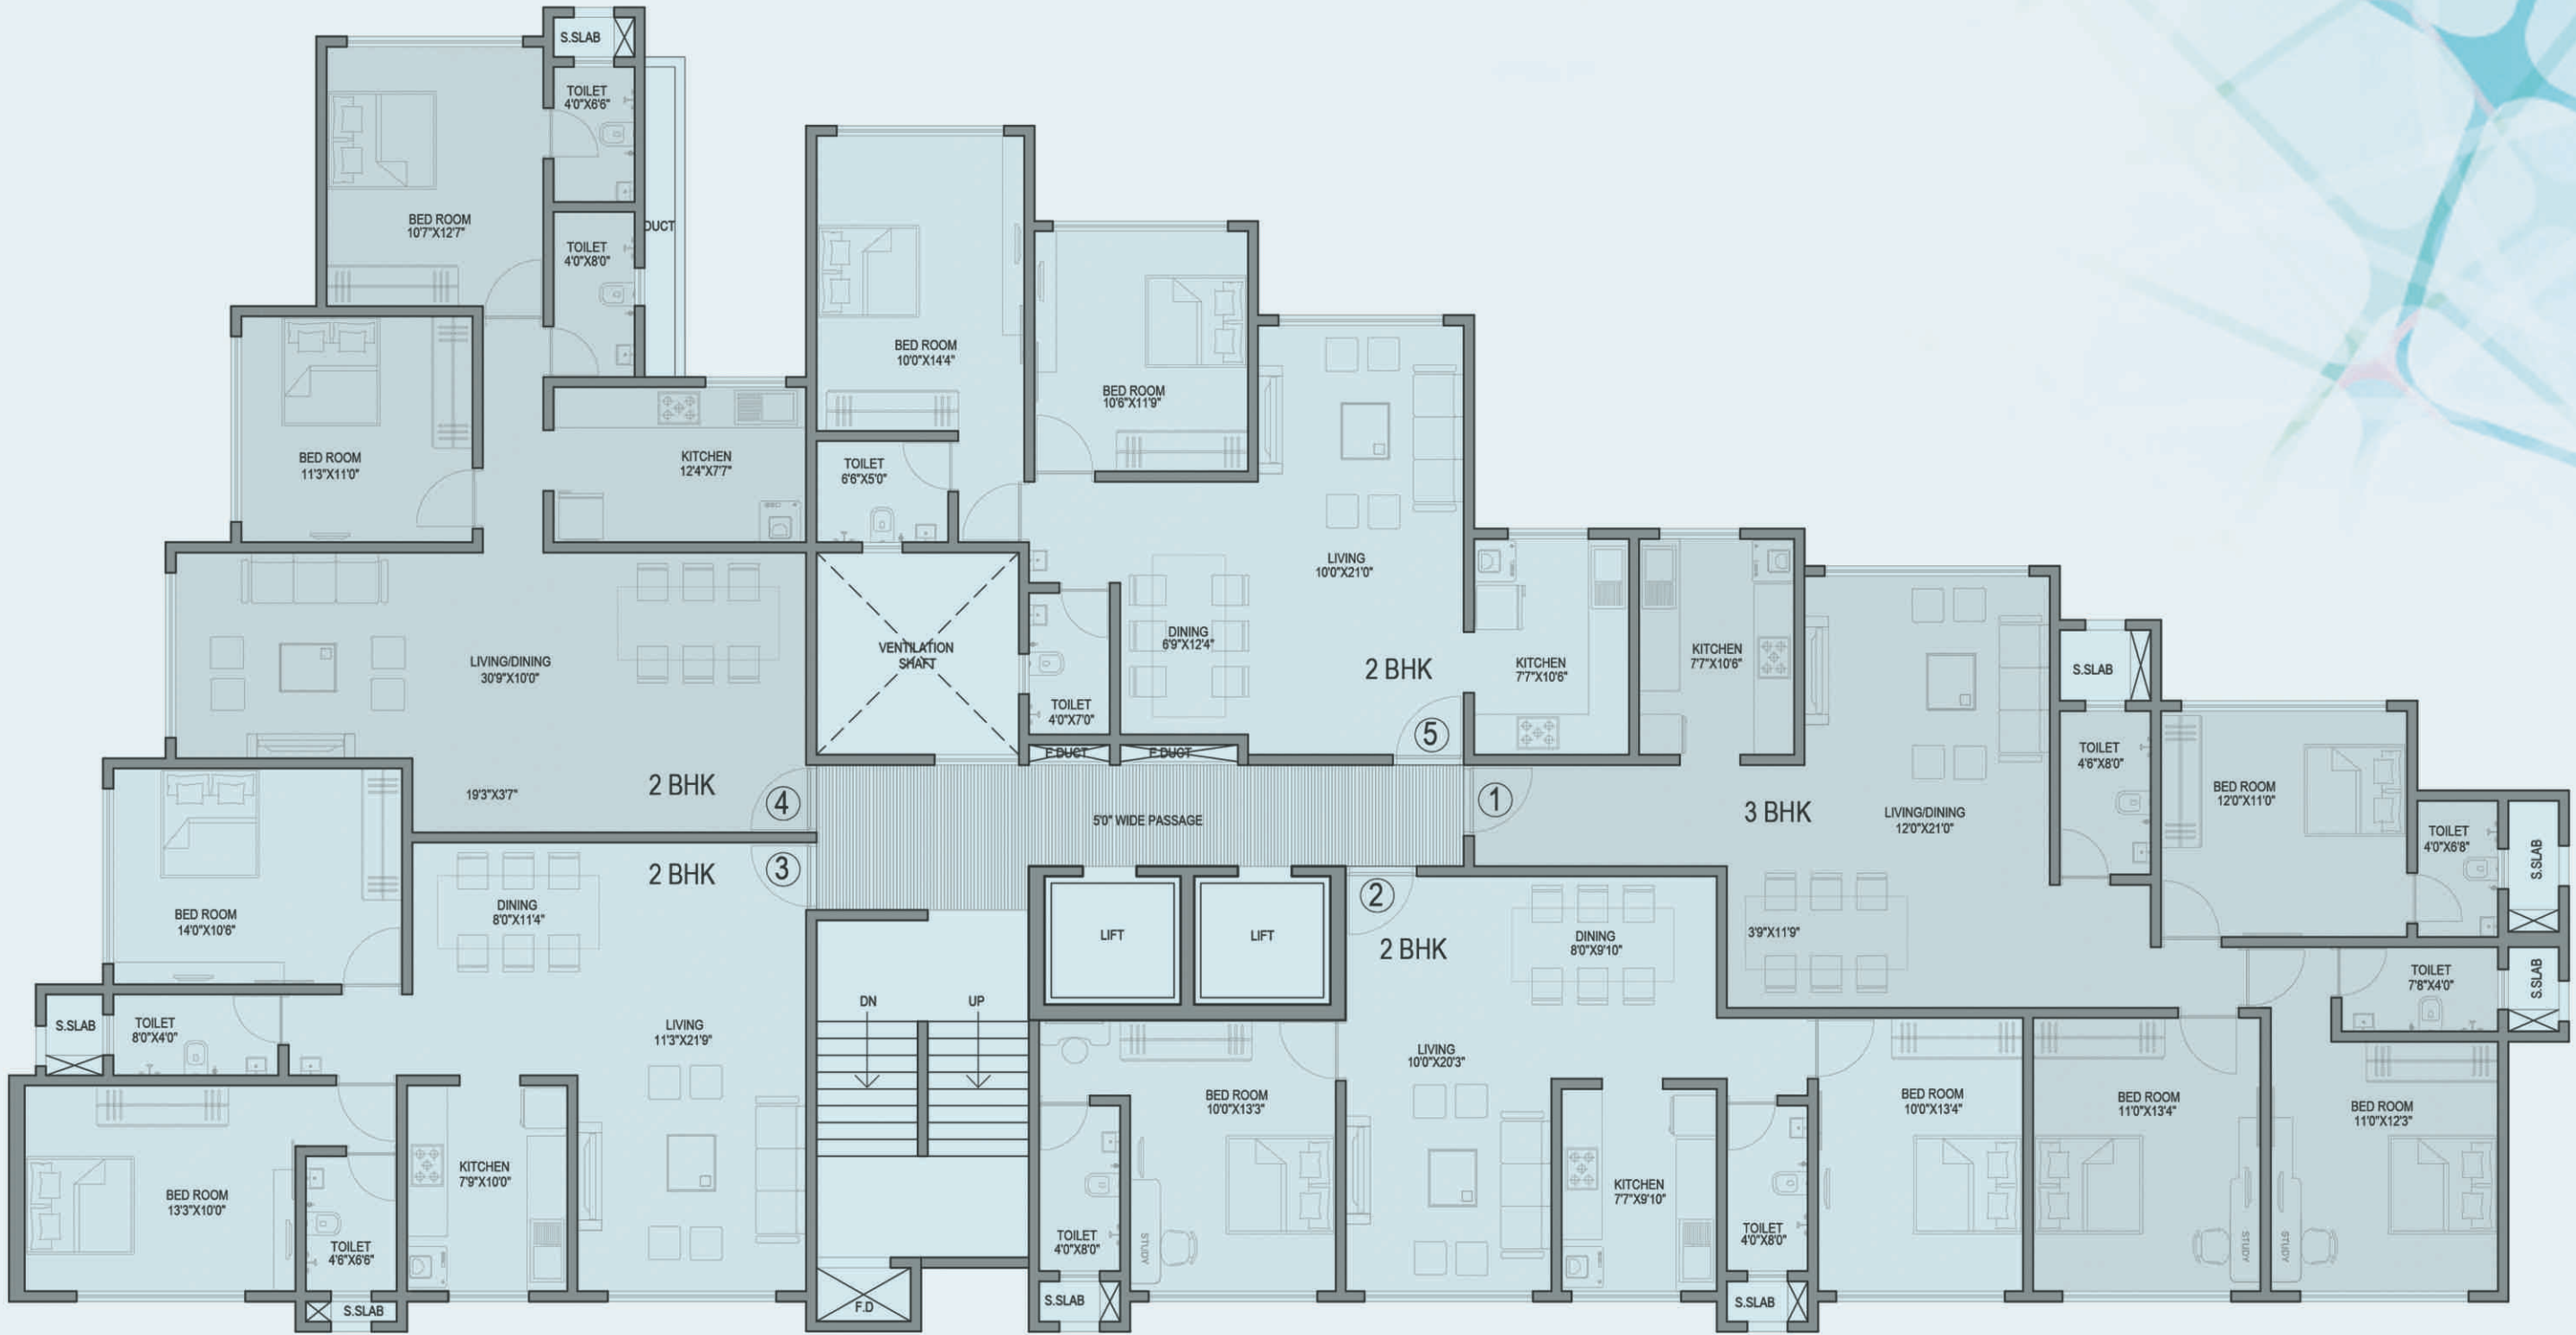 S.SLAB
TOILET
4'0"X6'6"
BED ROOM
10'7"X12'7"
TOILET
4'0"X8'0"
DUCT
BED ROOM
11'3"X11'0"
KITCHEN
12'4"X7'7"
LIVING/DINING
30'9"X10'0"
19'3"X3'7"
2 BHK
4
BED ROOM
10'0"X14'4"
BED ROOM
10'6"X11'9"
TOILET
6'6"X5'0"
VENTILATION
SHAFT
TOILET
4'0"X7'0"
DINING
6'9"X12'4"
LIVING
10'0"X21'0"
2 BHK
5
KITCHEN
7'7"X10'6"
F.DUCT
F.DUCT
5'0" WIDE PASSAGE
1
KITCHEN
7'7"X10'6"
3 BHK
LIVING/DINING
12'0"X21'0"
3'9"X11'9"
S.SLAB
TOILET
4'6"X8'0"
BED ROOM
12'0"X11'0"
TOILET
4'0"X6'8"
S.SLAB
TOILET
7'8"X4'0"
S.SLAB
BED ROOM
11'0"X13'4"
STUDY
BED ROOM
11'0"X12'3"
STUDY
2 BHK
3
DINING
8'0"X11'4"
BED ROOM
14'0"X10'6"
S.SLAB
TOILET
8'0"X4'0"
LIVING
11'3"X21'9"
BED ROOM
13'3"X10'0"
TOILET
4'6"X6'6"
S.SLAB
KITCHEN
7'9"X10'0"
DN
UP
F.D
LIFT
LIFT
2
2 BHK
DINING
8'0"X9'10"
LIVING
10'0"X20'3"
BED ROOM
10'0"X13'3"
TOILET
4'0"X8'0"
STUDY
S.SLAB
KITCHEN
7'7"X9'10"
TOILET
4'0"X8'0"
S.SLAB
BED ROOM
10'0"X13'4"